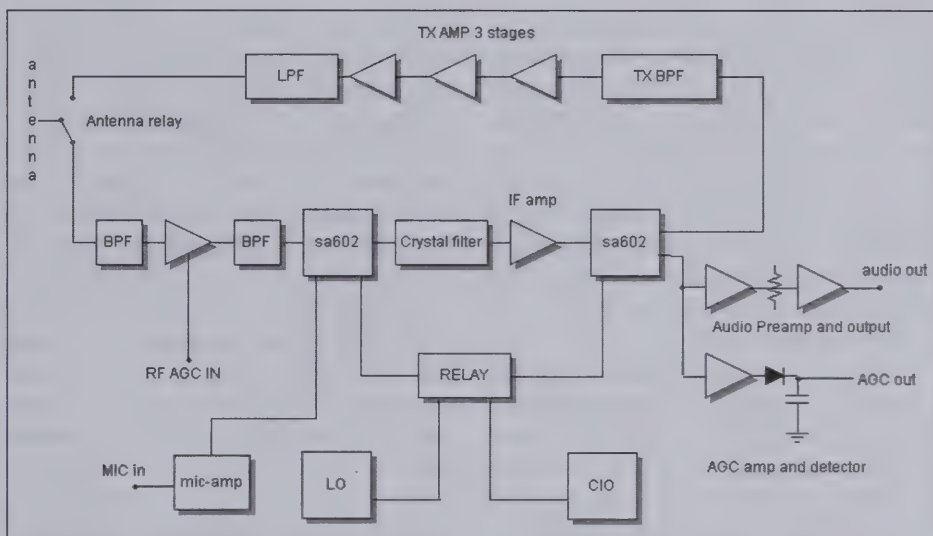 TX AMP 3 stages
antenna
LPF
TX BPF
Antenna relay
IF amp
BPF
BPF
sa602
Crystal filter
sa602
audio out
Audio Preamp and output
RF AGC IN
RELAY
AGC out
MIC in
mic-amp
LO
CIO
AGC amp and detector